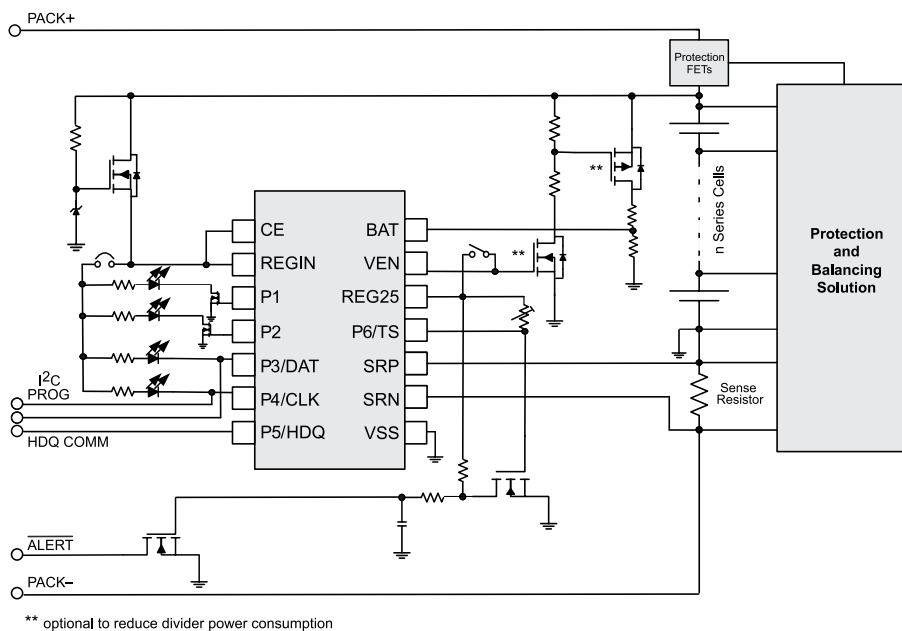 PACK+
Protection
FETs
**
n Series Cells
Protection
and
Balancing
Solution
CE
REGIN
P1
P2
P3/DAT
P4/CLK
P5/HDQ
BAT
VEN
REG25
P6/TS
SRP
SRN
VSS
**
Sense
Resistor
I2C
PROG
HDQ COMM
ALERT
PACK–
** optional to reduce divider power consumption